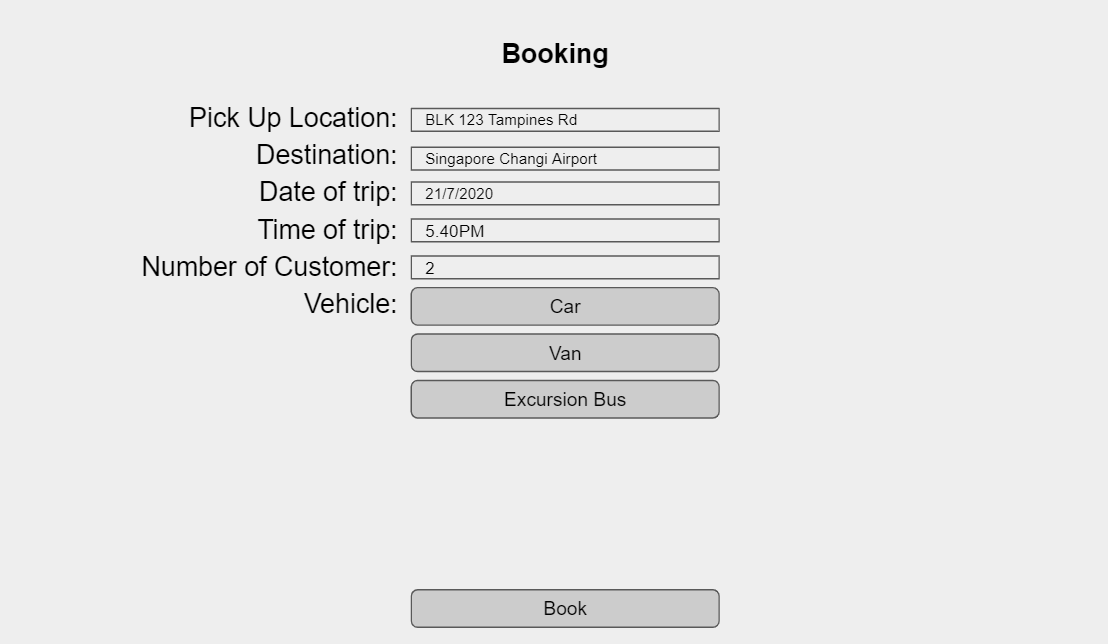 Booking
Pick Up Location: BLK 123 Tampines Rd
Destination: Singapore Changi Airport
Date of trip: 21/7/2020
Time of trip: 5.40PM
Number of Customer: 2
Vehicle: Car
Van
Excursion Bus
Book